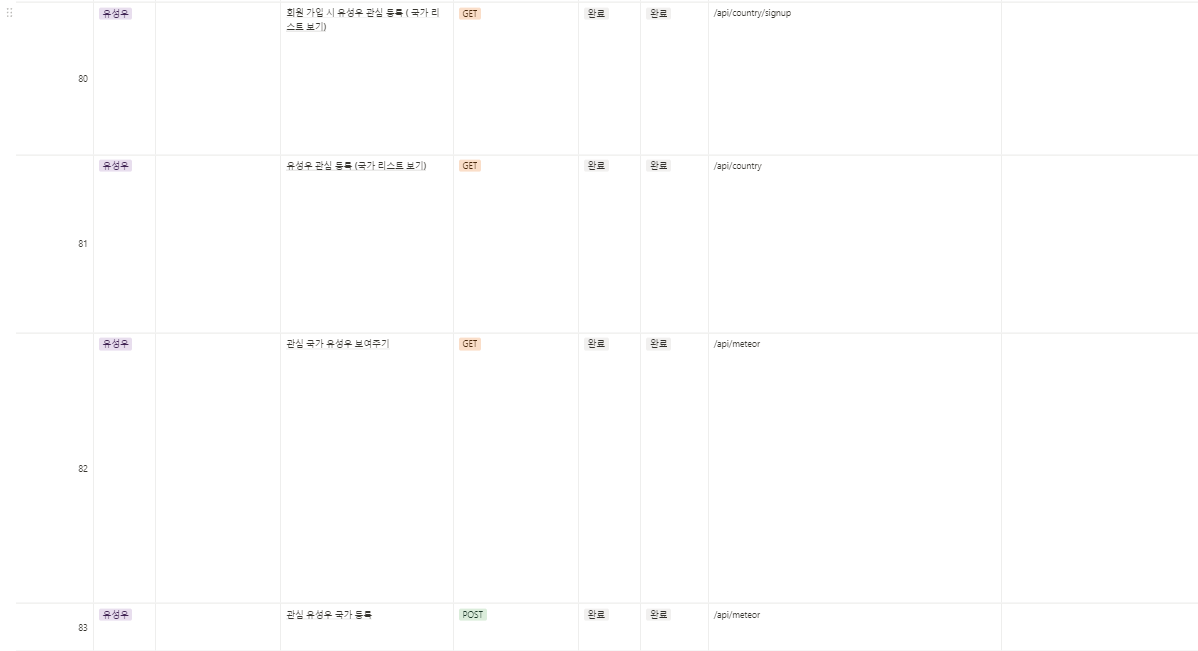 유성우 회원 가입 시 유성우 관심 등록 ( 국가 리 GET 완료 완료 /api/country/signup
스트 보기)
80
유성우 유성우 관심 등록 (국가 리스트 보기) GET 완료 완료 /api/country
81
유성우 관심 국가 유성우 보여주기 GET 완료 완료 /api/meteor
82
유성우 관심 유성우 국가 등록 POST 완료 완료 /api/meteor
83